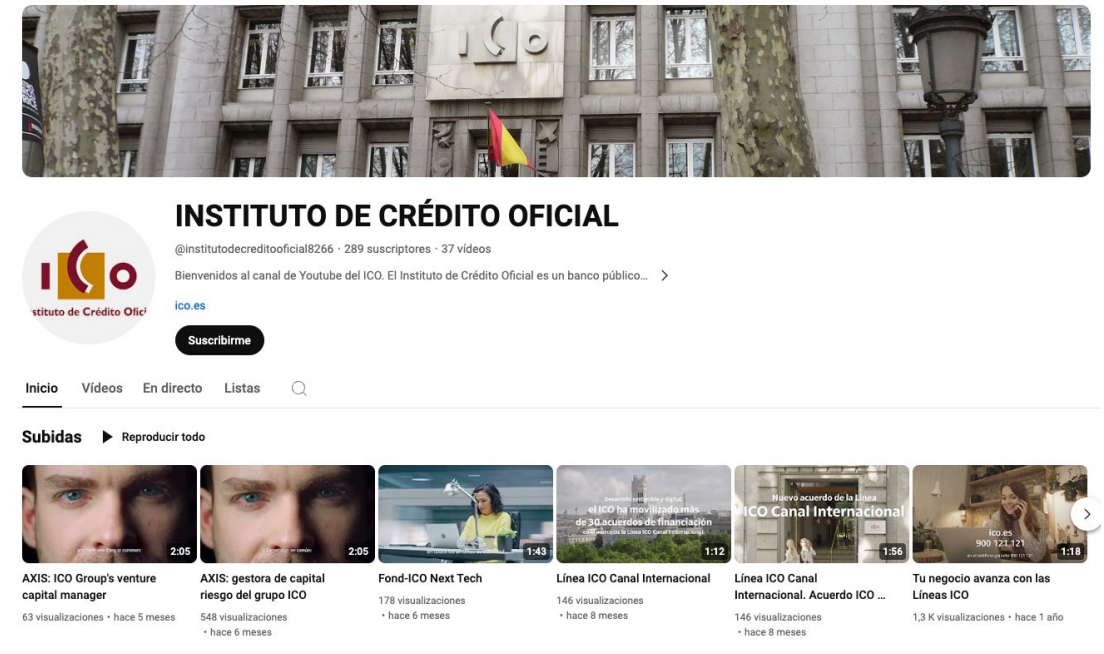 ICO
INSTITUTO DE CRÉDITO OFICIAL
@institutodecreditooficial8266 · 289 suscriptores · 37 vídeos
Bienvenidos al canal de Youtube del ICO. El Instituto de Crédito Oficial es un banco público...
ICO
stituto de Crédito Ofici
ico.es
Suscribirme
Inicio Vídeos En directo Listas
Subidas Reproducir todo
2:05
2:05
1:43
Desarrollo sostenible y digital:
el ICO ha movilizado más
de 30 acuerdos de financiación
1:12
Nuevo acuerdo de la Línea
ICO Canal Internacional
1:56
ico.es
900 121 121
1:18
AXIS: ICO Group's venture
capital manager
63 visualizaciones • hace 5 meses
AXIS: gestora de capital
riesgo del grupo ICO
548 visualizaciones
• hace 6 meses
Fond-ICO Next Tech
178 visualizaciones
• hace 6 meses
Línea ICO Canal Internacional
146 visualizaciones
• hace 8 meses
Línea ICO Canal
Internacional. Acuerdo ICO ...
146 visualizaciones
• hace 8 meses
Tu negocio avanza con las
Líneas ICO
1,3 K visualizaciones • hace 1 año